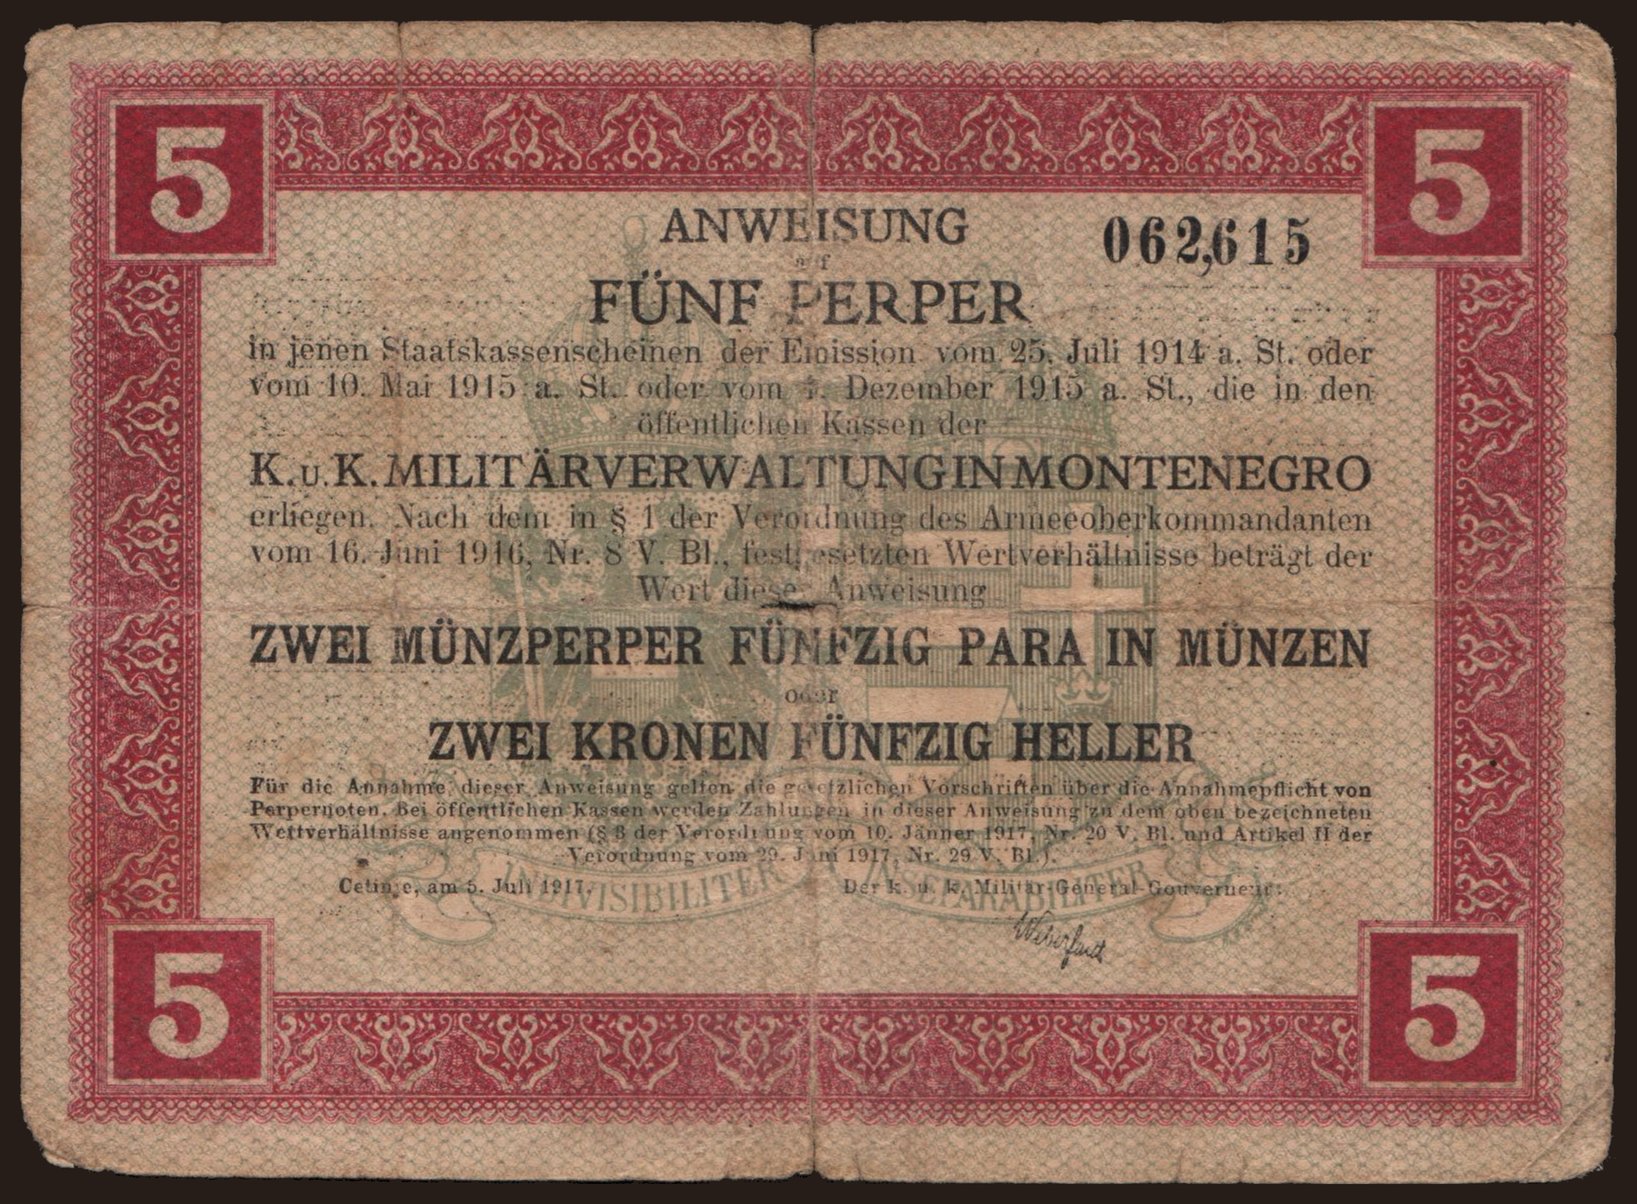 5 5
ANWEISUNG 062,615
auf
FÜNF PERPER
in jenen Staatskassenscheinen der Emission vom 25. Juli 1914 a. St. oder
vom 10. Mai 1915 a. St. oder vom Dezember 1915 a. St., die in den
öffentlichen Kassen der
K.u.K. MILITÄRVERWALTUNG IN MONTENEGRO
erliegen. Nach dem in § 1 der Verordnung des Armeeoberkommandanten
vom 16. Juni 1916, Nr. 8 V. Bl., festgesetzten Wertverhältnisse beträgt der
Wert dieser Anweisung
ZWEI MÜNZPERPER FÜNFZIG PARA IN MÜNZEN
oder
ZWEI KRONEN FÜNFZIG HELLER
Für die Annahme dieser Anweisung gelten die gesetzlichen Vorschriften über die Annahmepflicht von
Perpernoten. Bei öffentlichen Kassen werden Zahlungen in dieser Anweisung zu dem oben bezeichneten
Wertverhältnisse angenommen (§ 3 der Verordnung vom 10. Jänner 1917, Nr. 20 V. Bl. und Artikel II der
Verordnung vom 29. Juni 1917, Nr. 29 V. Bl.).
INDIVISIBILITER INSEPARABILITER
Cetinje, am 5. Juli 1917. Der k. u. k. Militär-General-Gouverneur:
5 5